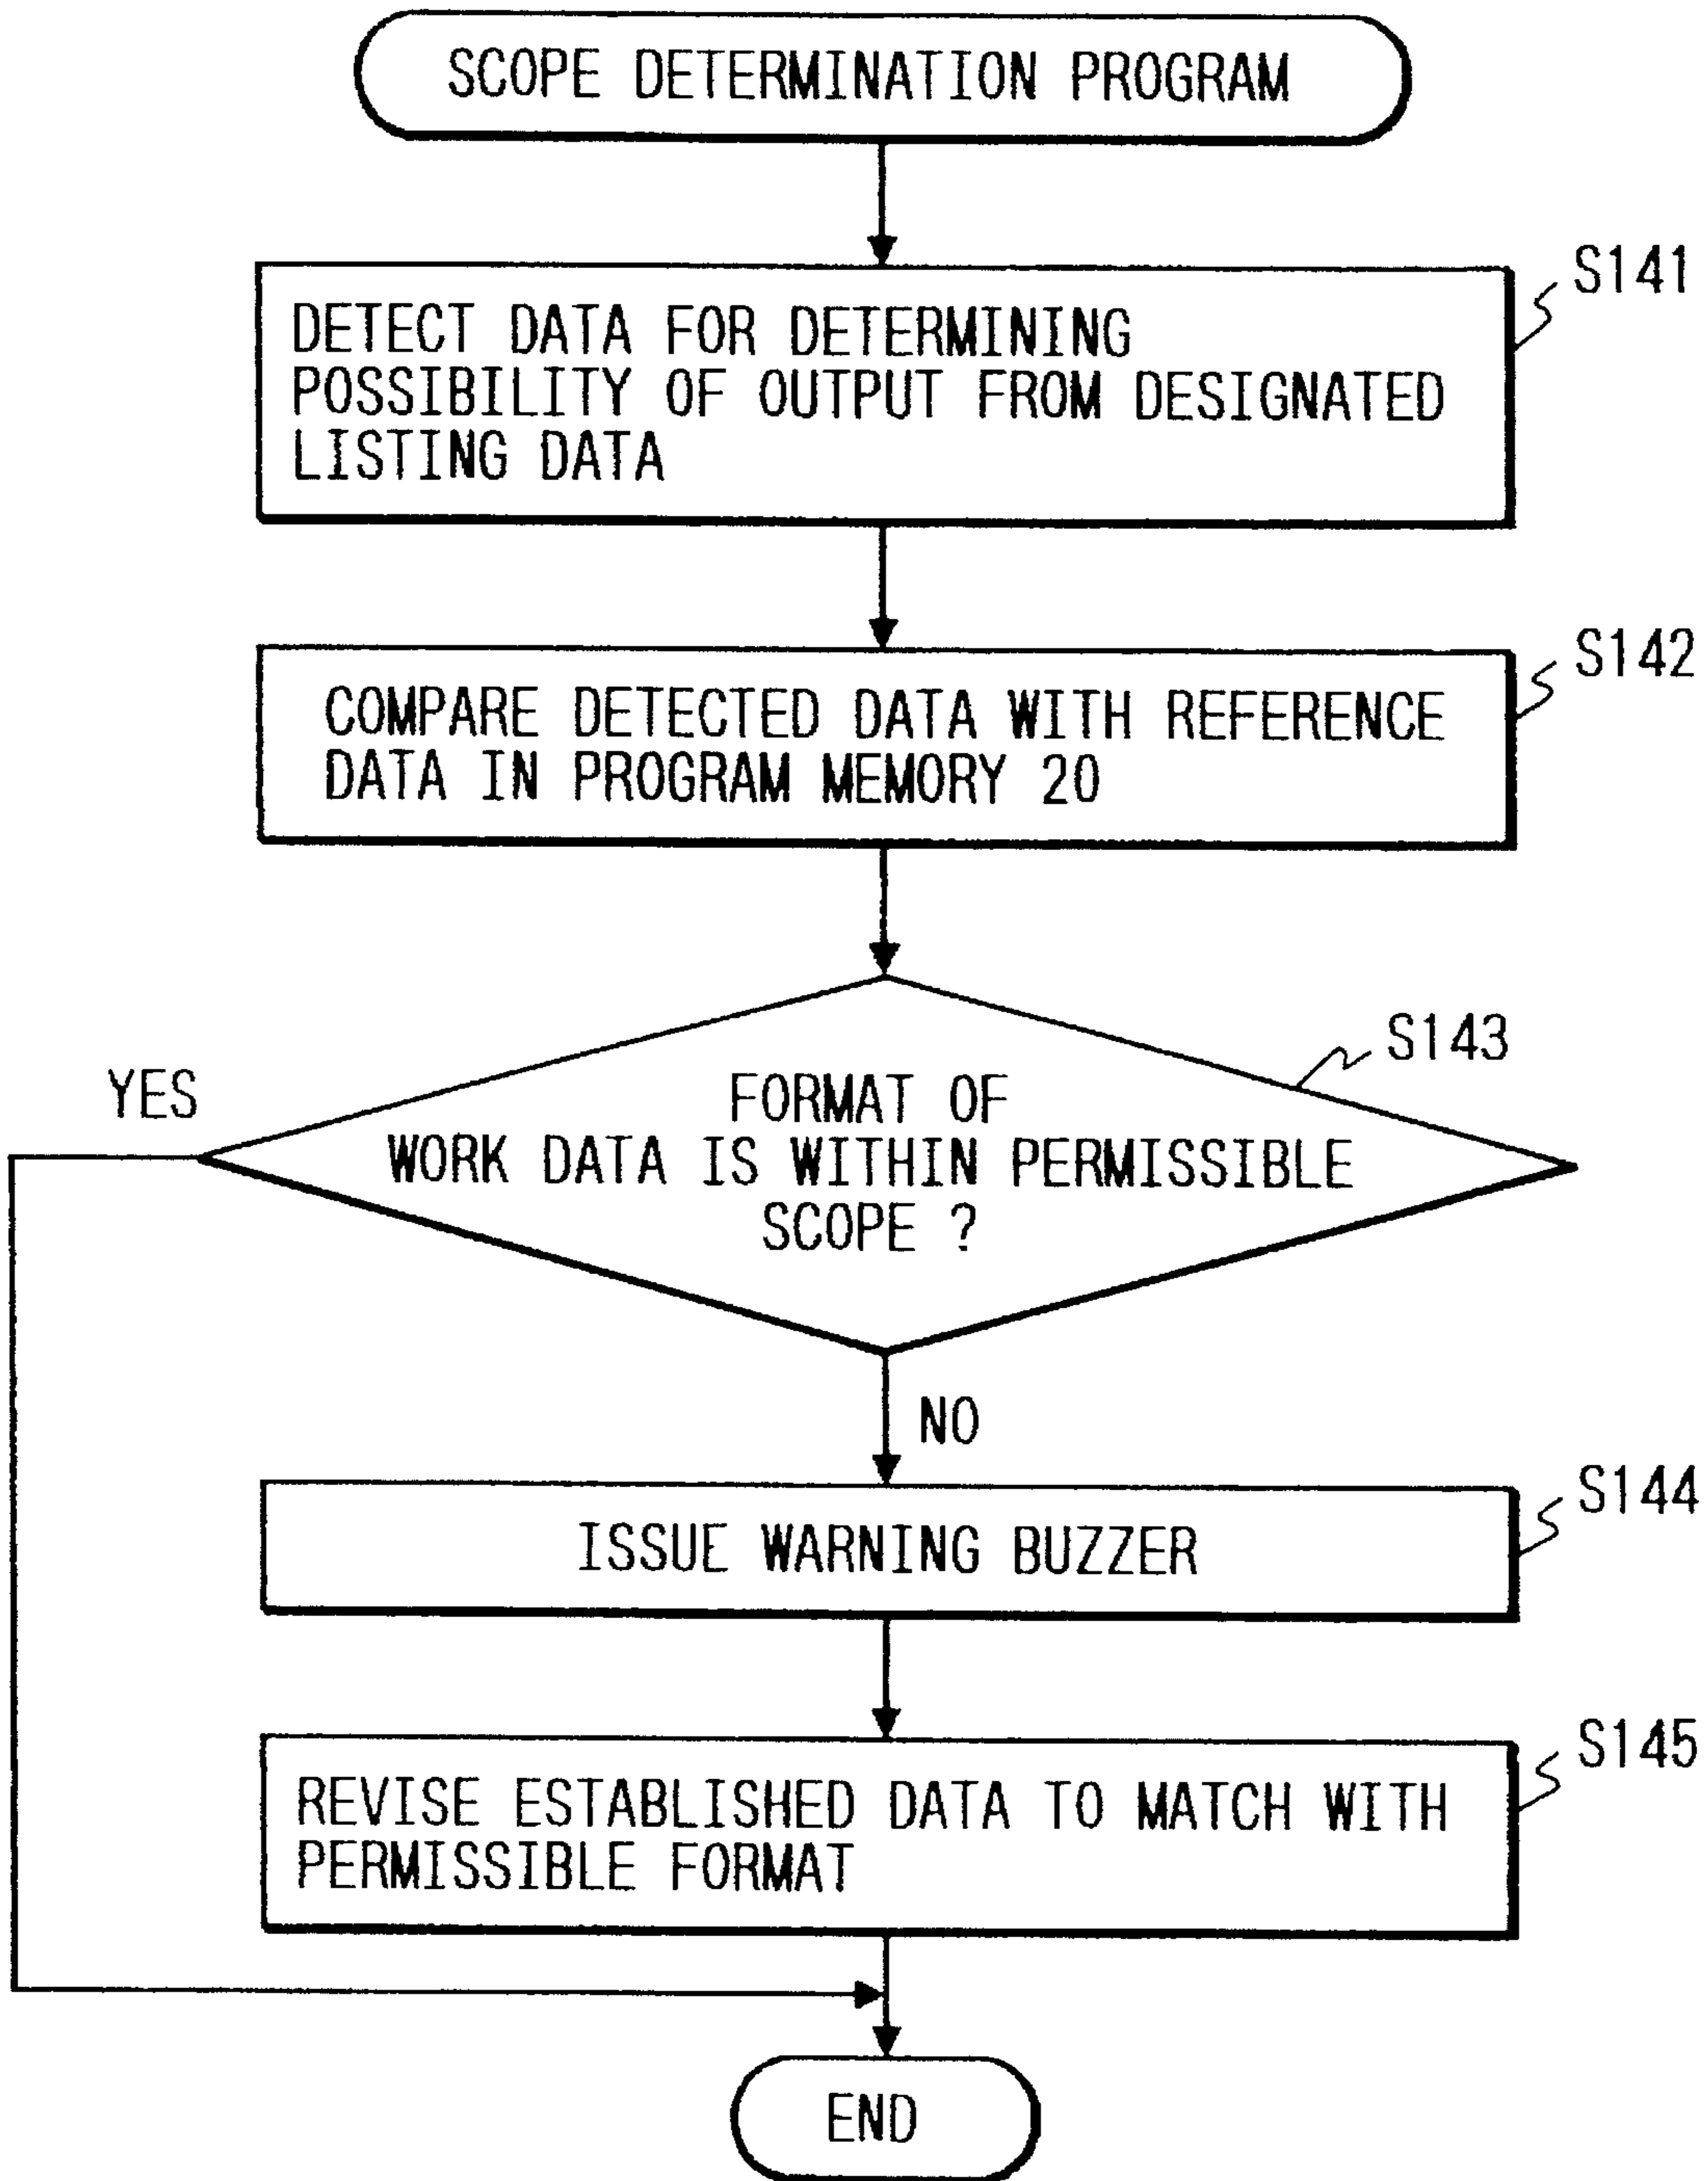 SCOPE DETERMINATION PROGRAM
S141
DETECT DATA FOR DETERMINING
POSSIBILITY OF OUTPUT FROM DESIGNATED
LISTING DATA
S142
COMPARE DETECTED DATA WITH REFERENCE
DATA IN PROGRAM MEMORY 20
S143
YES
FORMAT OF
WORK DATA IS WITHIN PERMISSIBLE
SCOPE ?
NO
S144
ISSUE WARNING BUZZER
S145
REVISE ESTABLISHED DATA TO MATCH WITH
PERMISSIBLE FORMAT
END